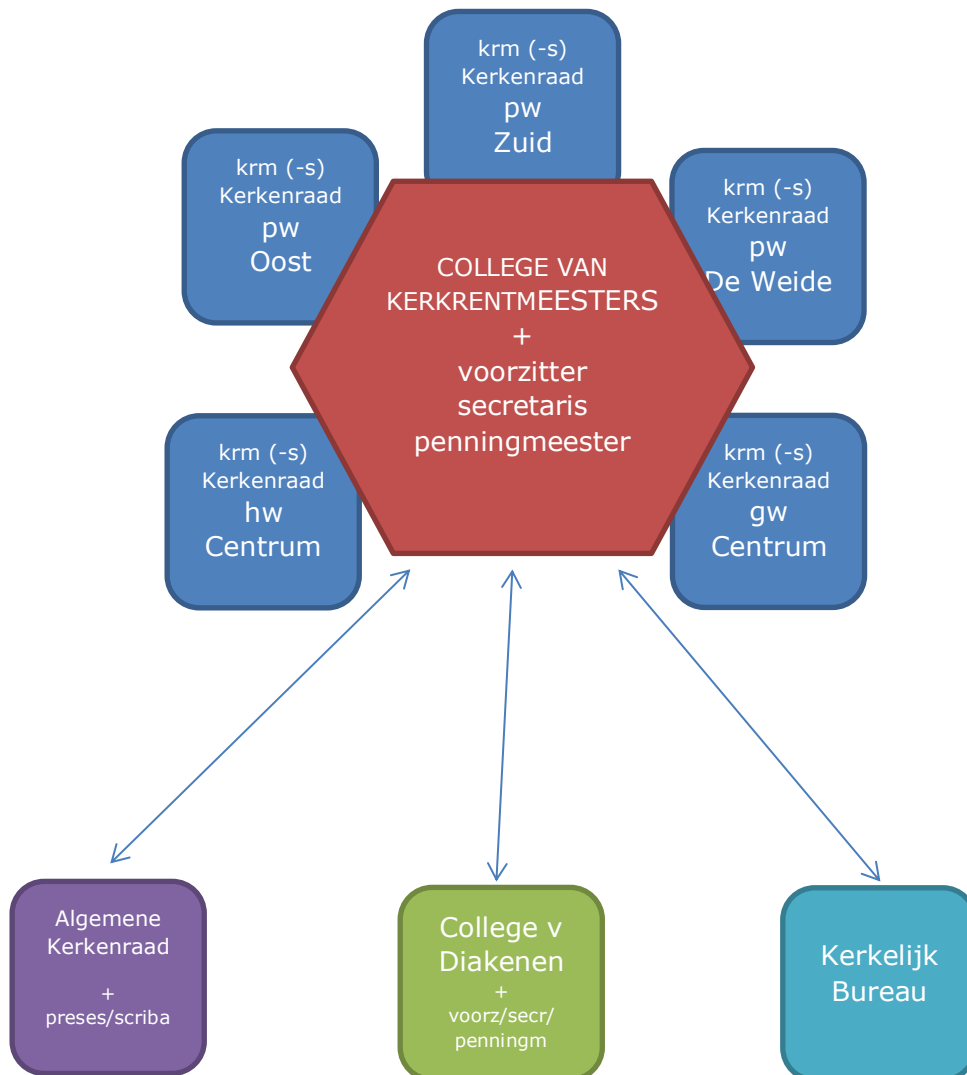 krm (-s)
Kerkenraad
pw
Zuid
krm (-s)
Kerkenraad
pw
Oost
krm (-s)
Kerkenraad
pw
De Weide
COLLEGE VAN
KERKRENTMEESTERS
+
voorzitter
secretaris
penningmeester
krm (-s)
Kerkenraad
hw
Centrum
krm (-s)
Kerkenraad
gw
Centrum
Algemene
Kerkenraad
+
preses/scriba
College v
Diakenen
+
voorz/secr/
penningm
Kerkelijk
Bureau